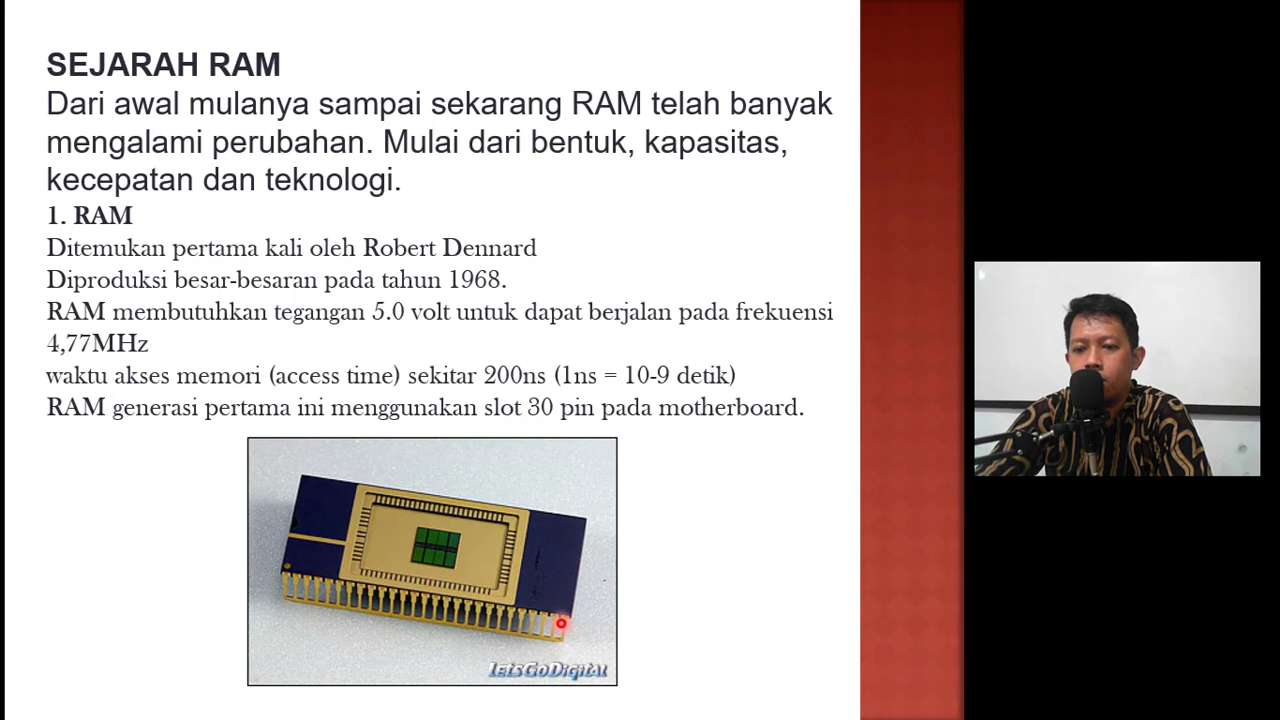 SEJARAH RAM
Dari awal mulanya sampai sekarang RAM telah banyak
mengalami perubahan. Mulai dari bentuk, kapasitas,
kecepatan dan teknologi.
1. RAM
Ditemukan pertama kali oleh Robert Dennard
Diproduksi besar-besaran pada tahun 1968.
RAM membutuhkan tegangan 5.0 volt untuk dapat berjalan pada frekuensi
4,77MHz
waktu akses memori (access time) sekitar 200ns (1ns = 10-9 detik)
RAM generasi pertama ini menggunakan slot 30 pin pada motherboard.
LETSGODIGITAL